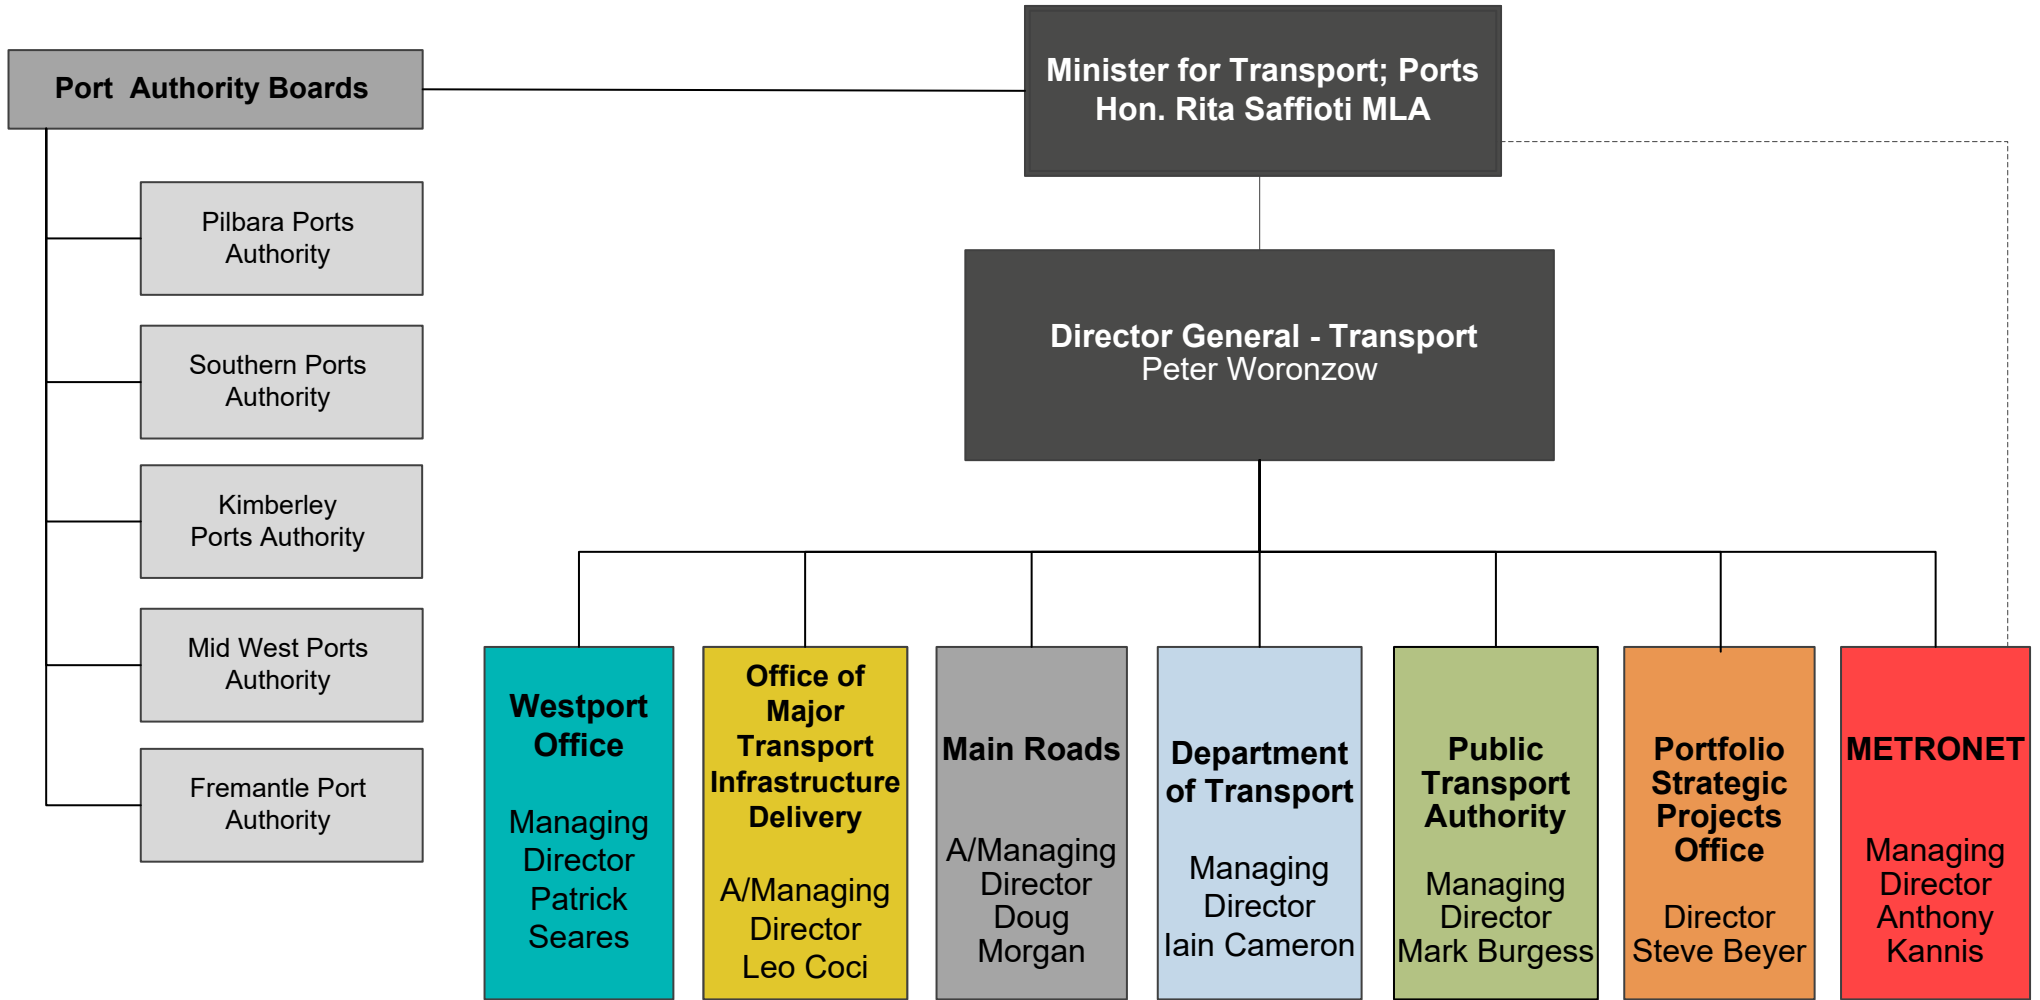 Port Authority Boards
Minister for Transport; Ports
Hon. Rita Saffioti MLA
Pilbara Ports
Authority
Southern Ports
Authority
Kimberley
Ports Authority
Mid West Ports
Authority
Fremantle Port
Authority
Director General - Transport
Peter Woronzow
Westport
Office
Managing
Director
Patrick
Seares
Office of
Major
Transport
Infrastructure
Delivery
A/Managing
Director
Leo Coci
Main Roads
A/Managing
Director
Doug
Morgan
Department
of Transport
Managing
Director
Iain Cameron
Public
Transport
Authority
Managing
Director
Mark Burgess
Portfolio
Strategic
Projects
Office
Director
Steve Beyer
METRONET
Managing
Director
Anthony
Kannis